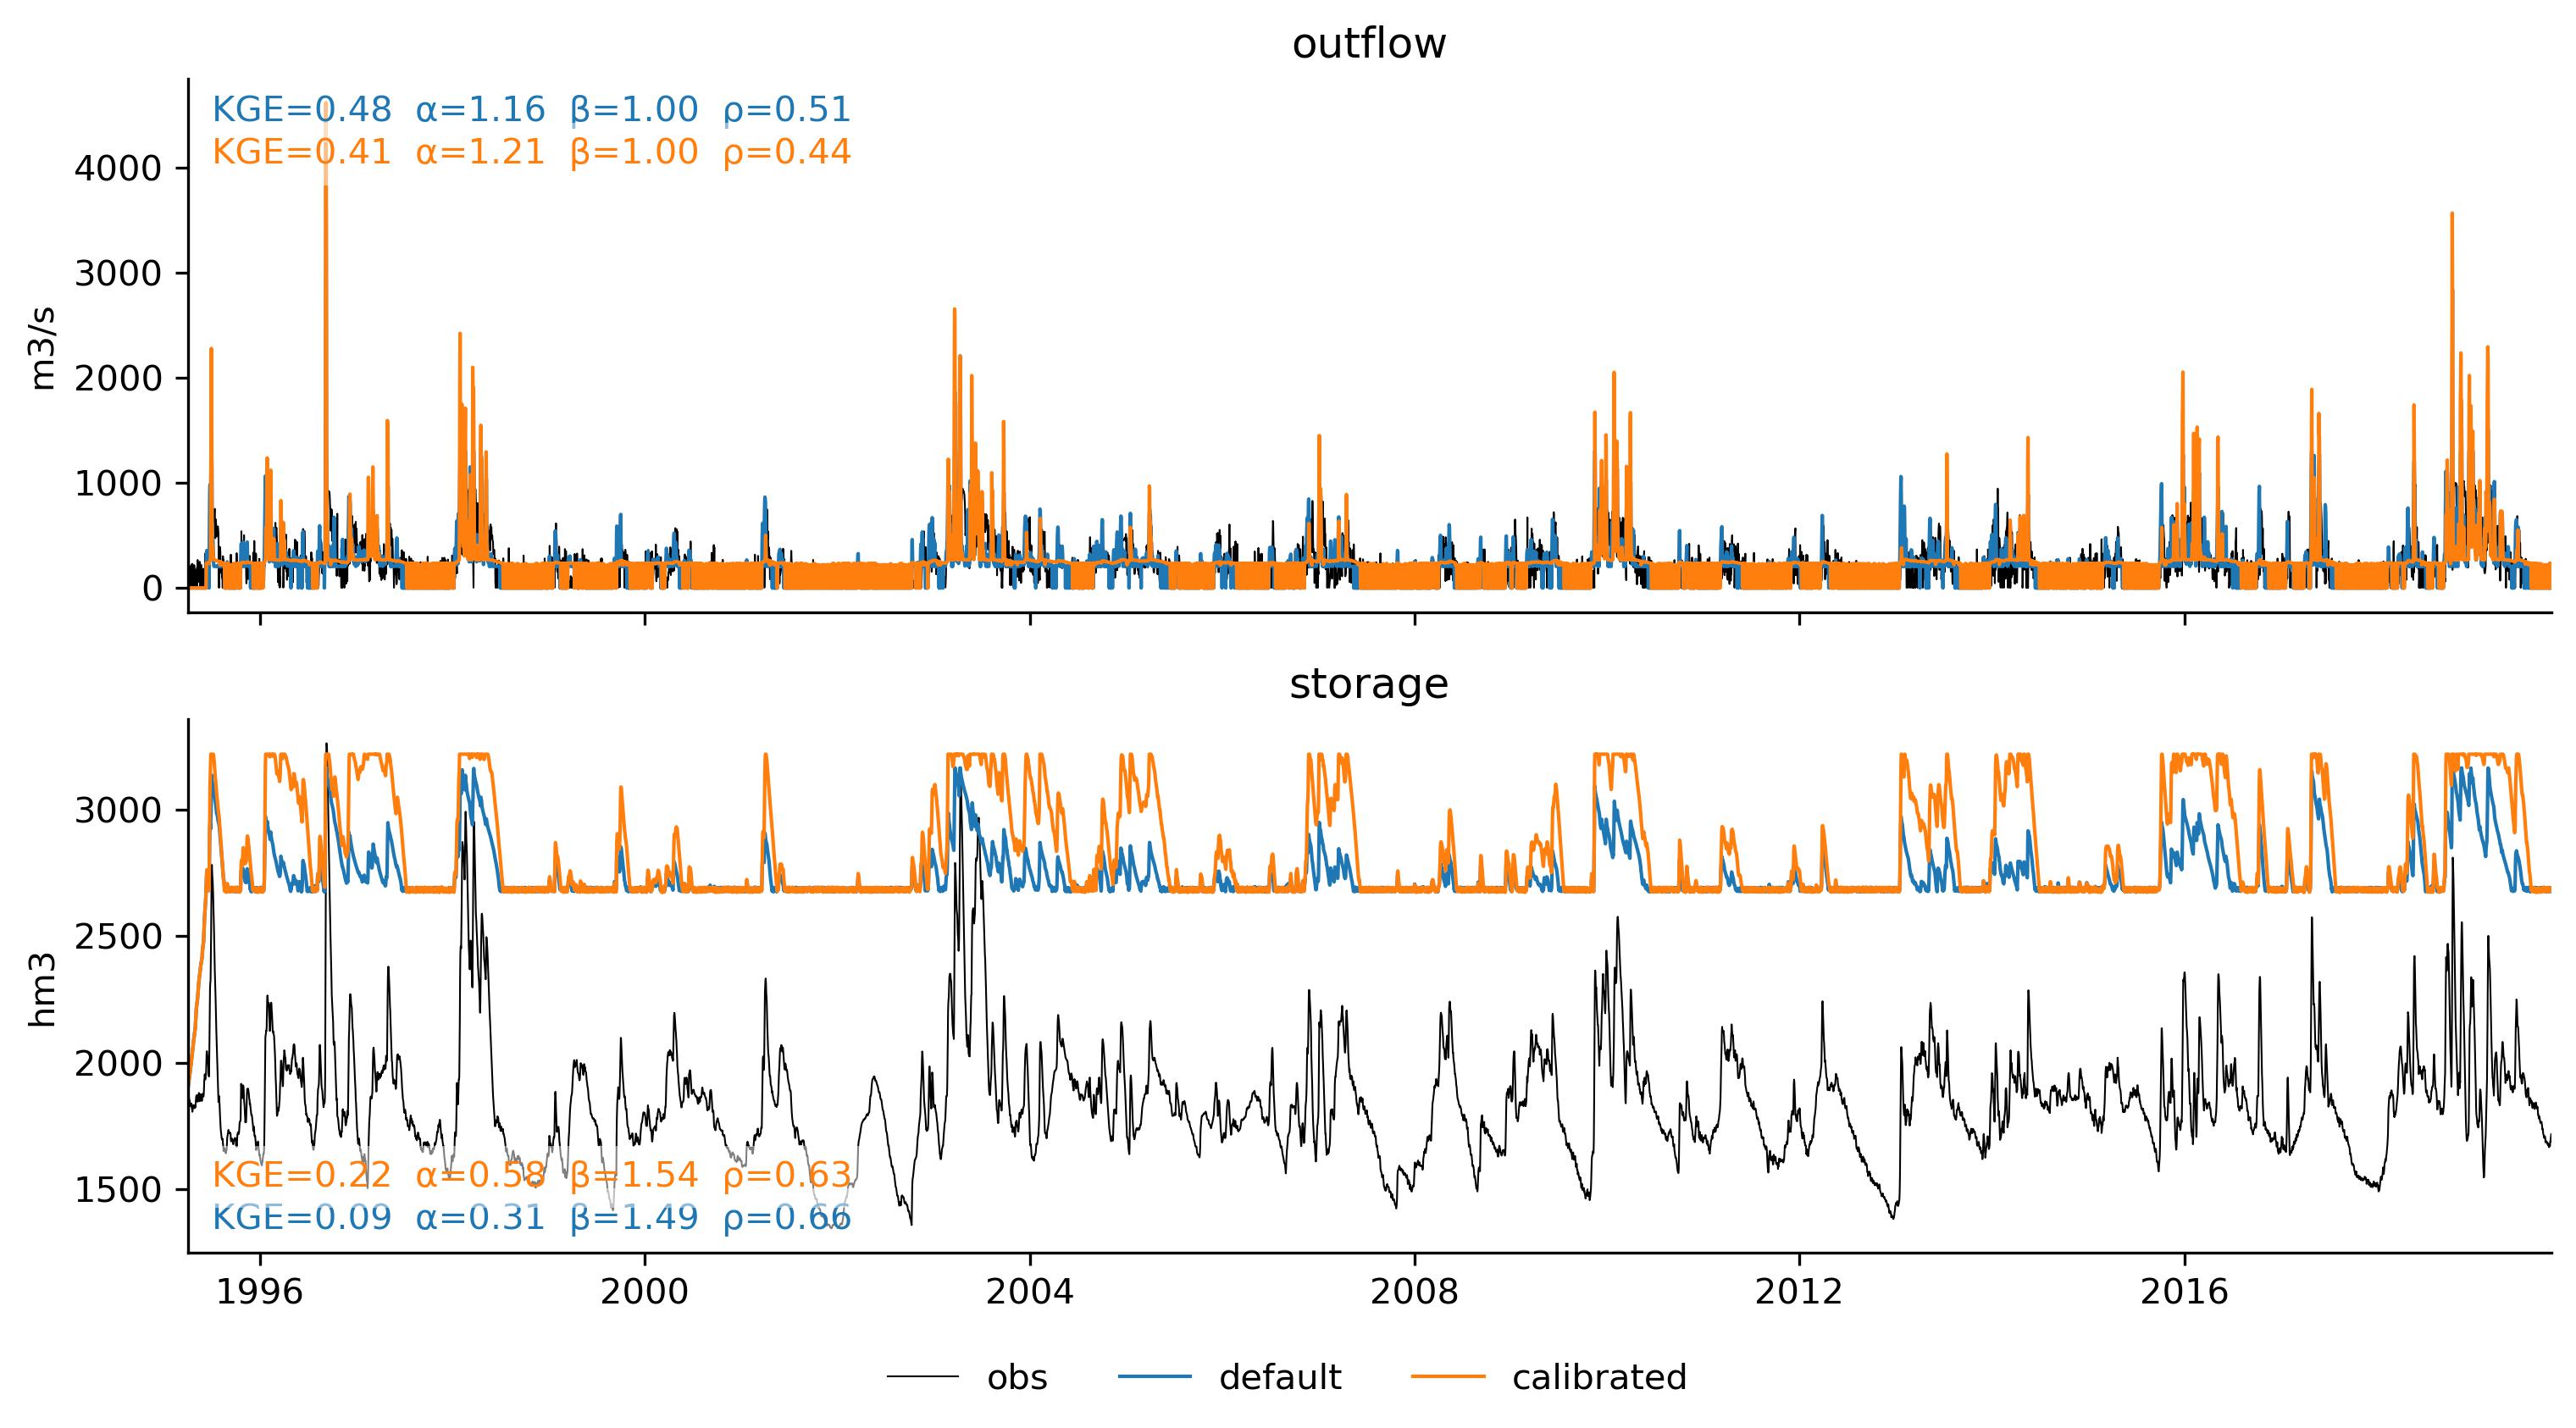 outflow
KGE=0.48 α=1.16 β=1.00 ρ=0.51
KGE=0.41 α=1.21 β=1.00 ρ=0.44
4000
3000
2000
1000
0
m3/s
storage
3000
2500
2000
1500
hm3
KGE=0.22 α=0.58 β=1.54 ρ=0.63
KGE=0.09 α=0.31 β=1.49 ρ=0.66
1996 2000 2004 2008 2012 2016
obs default calibrated